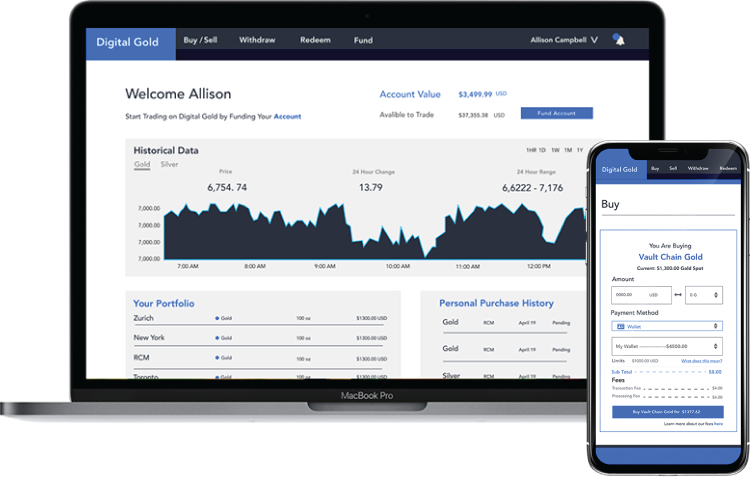 Digital Gold Buy / Sell Withdraw Redeem Fund Allison Campbell
Welcome Allison
Start Trading on Digital Gold by Funding Your Account
Account Value $3,499.99 USD
Avalible to Trade $37,355.38 USD Fund Account
Historical Data 1HR 1D 1W 1M 1Y
Gold Silver
Price 24 Hour Change 24 Hour Range
6,754. 74 13.79 6,6222 - 7,176
7,000.00
7,000.00
7,000.00
7,000.00
7:00 AM 8:00 AM 9:00 AM 10:00 AM 11:00 AM 12:00 PM
Your Portfolio
Zurich Gold 100 oz $1300.00 USD
New York Gold 100 oz $1300.00 USD
RCM Gold 100 oz $1300.00 USD
Toronto Gold 100 oz $1300.00 USD
Personal Purchase History
Gold RCM April 19 Pending
Gold RCM April 19 Pending
Silver RCM April 19 Pending
MacBook Pro
Digital Gold Buy Sell Withdraw Redeem
Buy
You Are Buying
Vault Chain Gold
Current: $1,300.00 Gold Spot
Amount
0000.00 USD 0 G
Payment Method
Wallet
My Wallet -----------------$4500.00
Limits $1000.00 USD What does this mean?
Sub Total $8.00
Fees
Transaction Fee $4.00
Processing Fee $4.00
Buy Vault Chain Gold for $1317.62
Learn more about our fees here